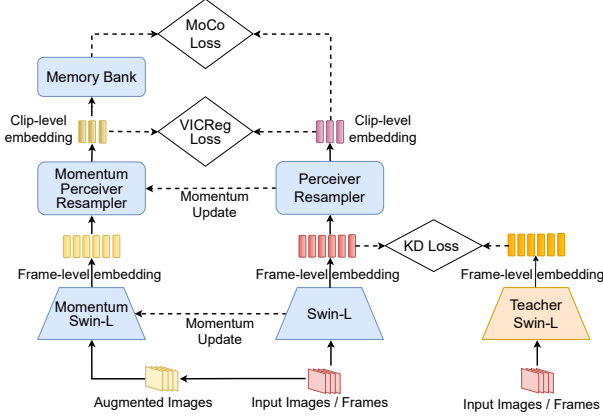 MoCo
Loss
Memory Bank
Clip-level
embedding
VICReg
Loss
Clip-level
embedding
Momentum
Perceiver
Resampler
Momentum
Update
Perceiver
Resampler
KD Loss
Frame-level embedding
Frame-level embedding
Frame-level embedding
Momentum
Swin-L
Momentum
Update
Swin-L
Teacher
Swin-L
Augmented Images
Input Images / Frames
Input Images / Frames